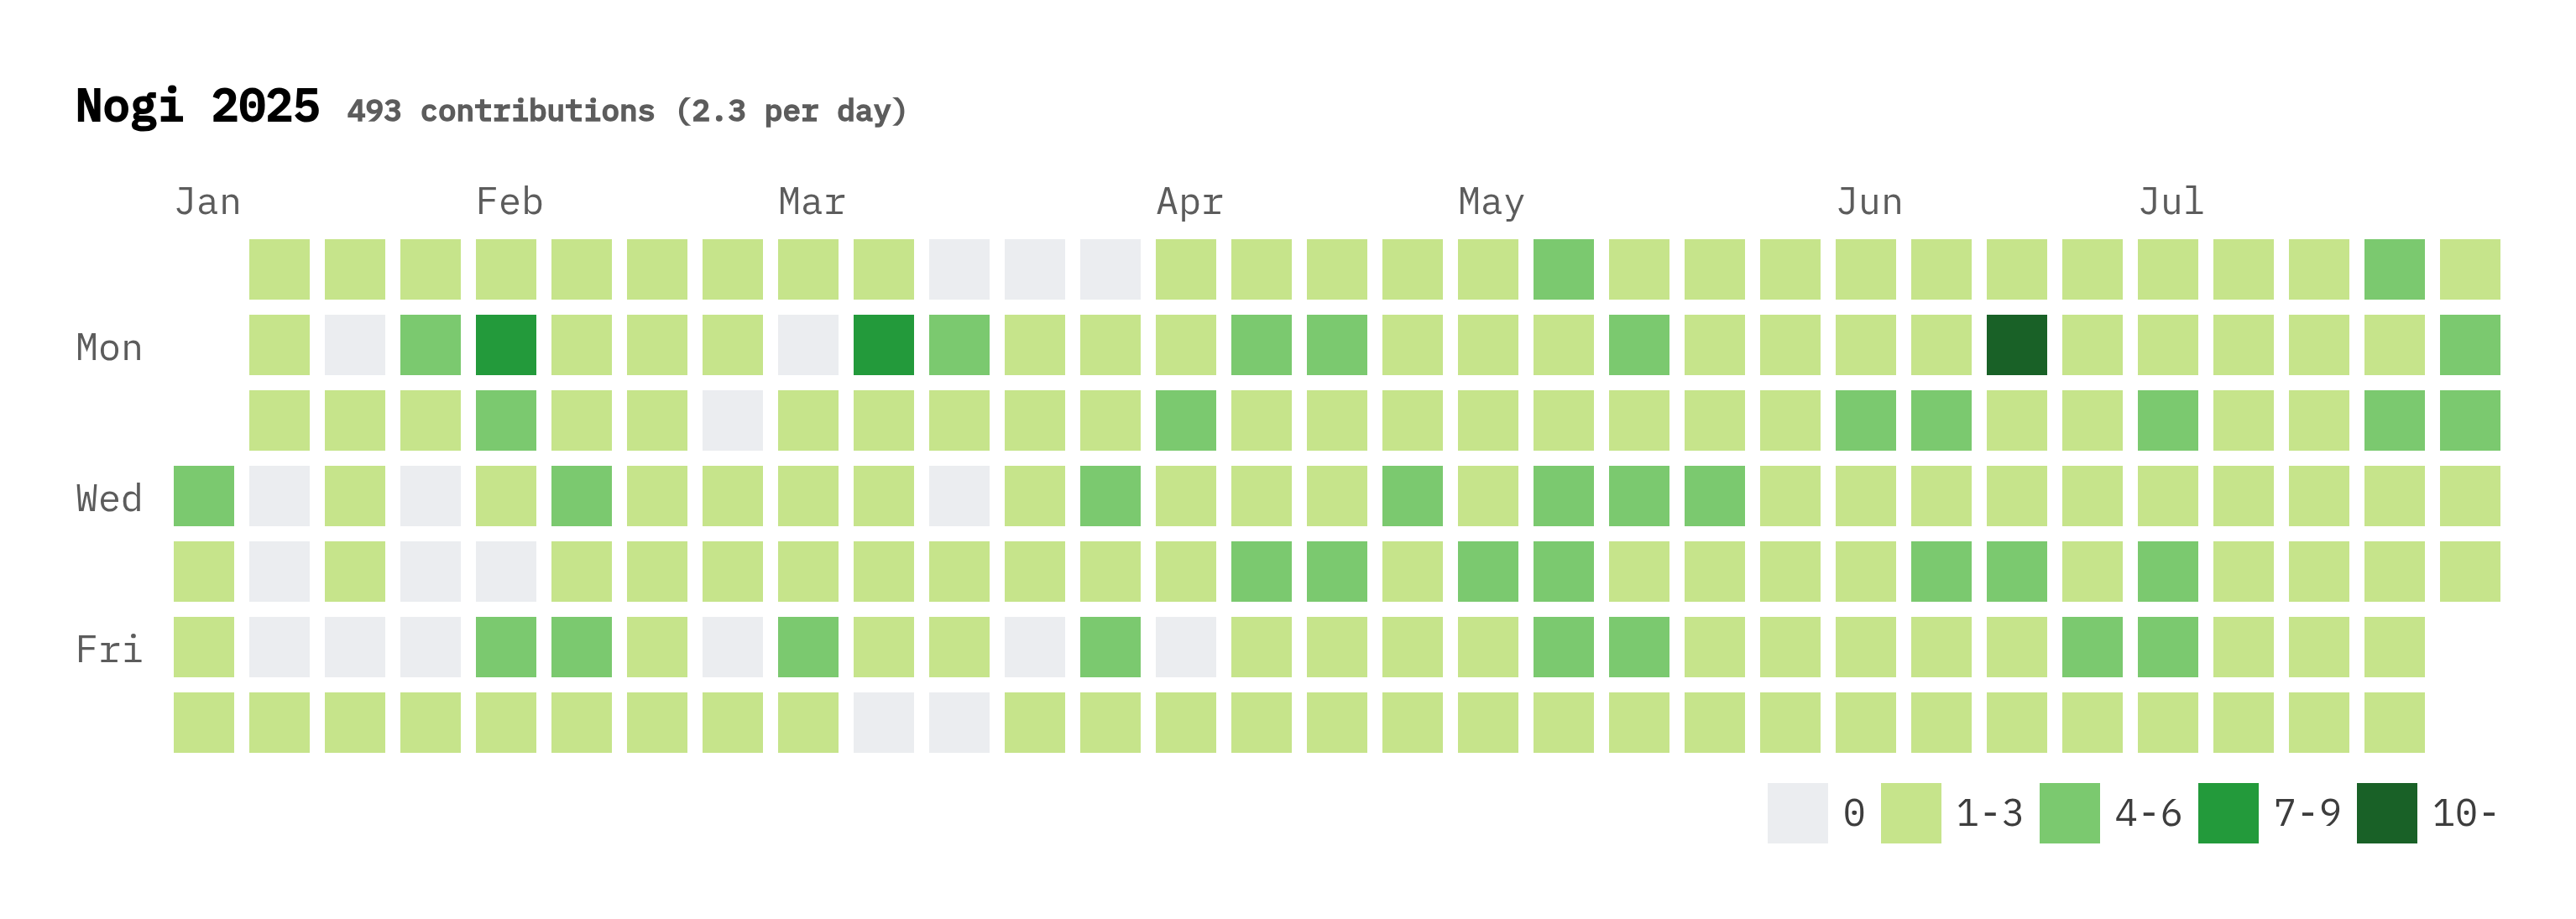 Nogi 2025 493 contributions (2.3 per day)
Jan Feb Mar Apr May Jun Jul
Mon
Wed
Fri
0 1-3 4-6 7-9 10-